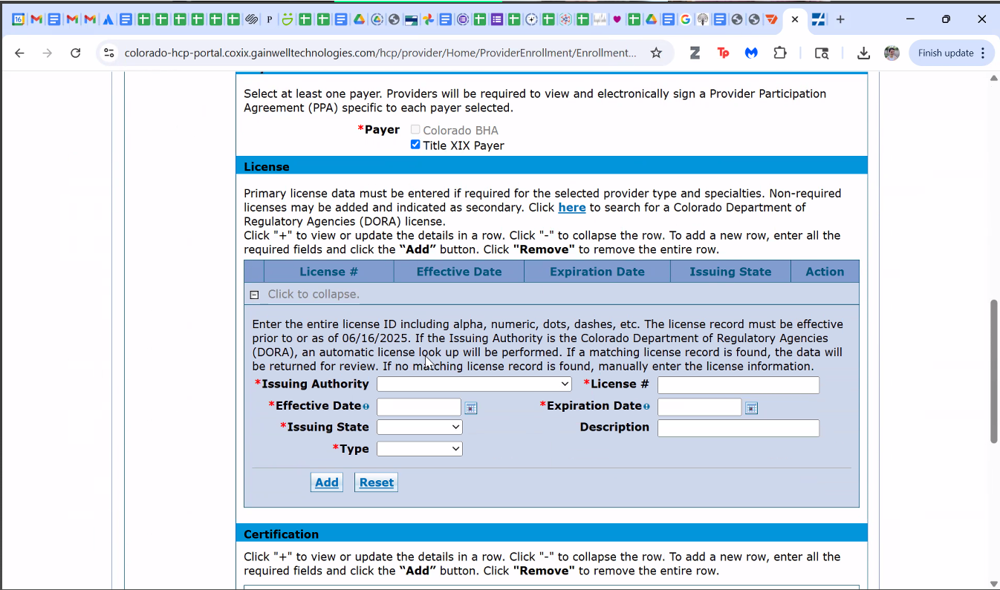 16
P
colorado-hcp-portal.coxix.gainwelltechnologies.com/hcp/provider/Home/ProviderEnrollment/Enrollment...
Z
Tp
Finish update
Select at least one payer. Providers will be required to view and electronically sign a Provider Participation
Agreement (PPA) specific to each payer selected.
*Payer
Colorado BHA
Title XIX Payer
License
Primary license data must be entered if required for the selected provider type and specialties. Non-required
licenses may be added and indicated as secondary. Click here to search for a Colorado Department of
Regulatory Agencies (DORA) license.
Click "+" to view or update the details in a row. Click "-" to collapse the row. To add a new row, enter all the
required fields and click the “Add” button. Click "Remove" to remove the entire row.
License # Effective Date Expiration Date Issuing State Action
Click to collapse.
Enter the entire license ID including alpha, numeric, dots, dashes, etc. The license record must be effective
prior to or as of 06/16/2025. If the Issuing Authority is the Colorado Department of Regulatory Agencies
(DORA), an automatic license look up will be performed. If a matching license record is found, the data will
be returned for review. If no matching license record is found, manually enter the license information.
*Issuing Authority *License #
*Effective Date *Expiration Date
*Issuing State Description
*Type
Add Reset
Certification
Click "+" to view or update the details in a row. Click "-" to collapse the row. To add a new row, enter all the
required fields and click the “Add” button. Click "Remove" to remove the entire row.